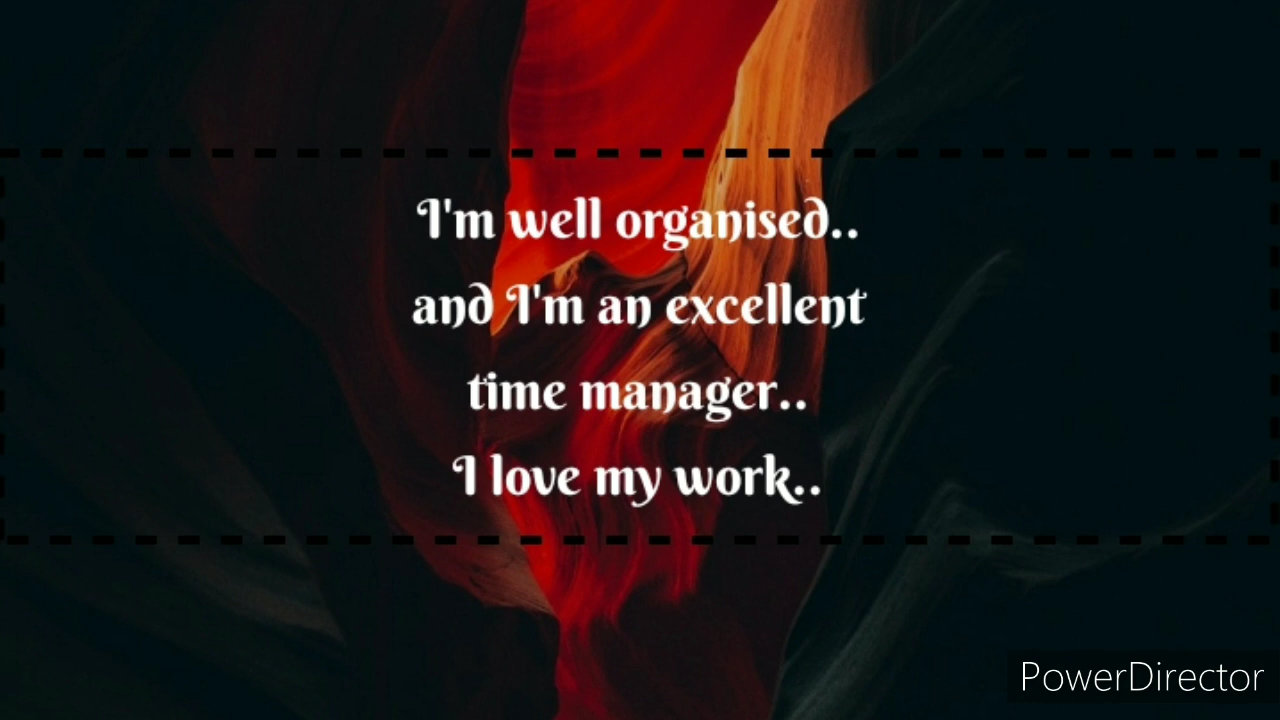 I'm well organised..
and I'm an excellent
time manager..
I love my work..
PowerDirector